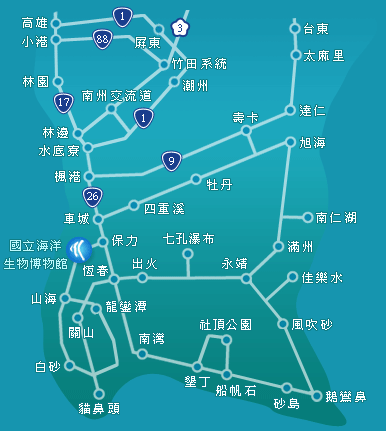 高雄
1
小港
88
屏東
3
台東
太麻里
竹田系統
潮州
林園
南州交流道
17
1
壽卡
達仁
林邊
水底寮
旭海
9
楓港
牡丹
26
車城
四重溪
南仁湖
國立海洋
生物博物館
保力
七孔瀑布
滿州
恆春
出火
永靖
佳樂水
山海
龍鑾潭
關山
社頂公園
風吹砂
南灣
白砂
墾丁
船帆石
砂島
鵝鸞鼻
貓鼻頭